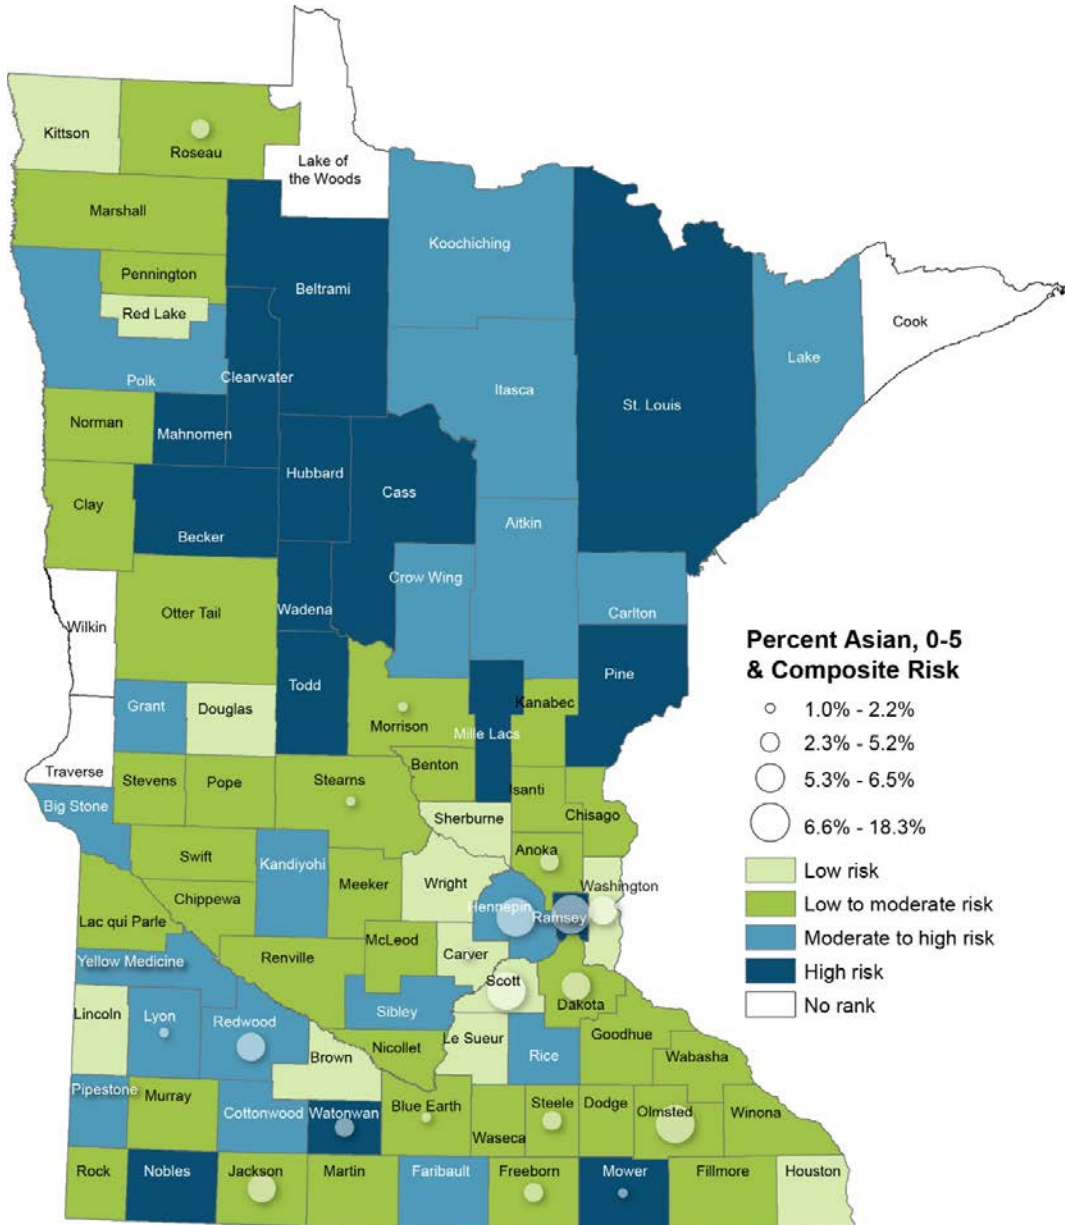 Kittson
Roseau
Lake of
the Woods
Marshall
Koochiching
Pennington
Beltrami
Red Lake
Cook
Lake
Clearwater
Polk
Itasca
St. Louis
Norman
Mahnomen
Hubbard
Cass
Clay
Aitkin
Becker
Crow Wing
Otter Tail
Wadena
Carlton
Wilkin
Todd
Pine
Kanabec
Grant
Douglas
Morrison
Mille Lacs
Traverse
Benton
Stevens
Pope
Stearns
Isanti
Big Stone
Chisago
Sherburne
Anoka
Swift
Kandiyohi
Meeker
Wright
Washington
Chippewa
Hennepin
Ramsey
Lac qui Parle
McLeod
Carver
Renville
Yellow Medicine
Scott
Dakota
Lincoln
Lyon
Redwood
Sibley
Goodhue
Le Sueur
Nicollet
Brown
Rice
Wabasha
Pipestone
Murray
Cottonwood
Watonwan
Blue Earth
Steele
Dodge
Olmsted
Winona
Waseca
Rock
Nobles
Jackson
Martin
Faribault
Freeborn
Mower
Fillmore
Houston
Percent Asian, 0-5
& Composite Risk
1.0% - 2.2%
2.3% - 5.2%
5.3% - 6.5%
6.6% - 18.3%
Low risk
Low to moderate risk
Moderate to high risk
High risk
No rank